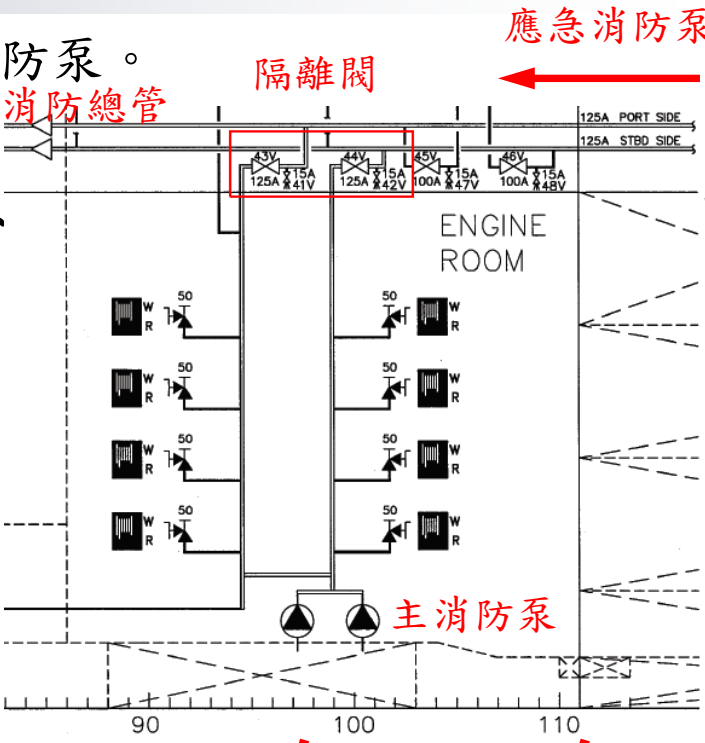 應急消防泵
防泵。
隔離閥
消防總管
125A PORT SIDE
125A STBD SIDE
43V 44V 45V 46V
125A 15A 41V 125A 15A 42V 100A 15A 47V 100A 15A 48V
ENGINE
ROOM
50 W R 50 W R
50 W R 50 W R
50 W R 50 W R
50 W R 50 W R
主消防泵
90 100 110